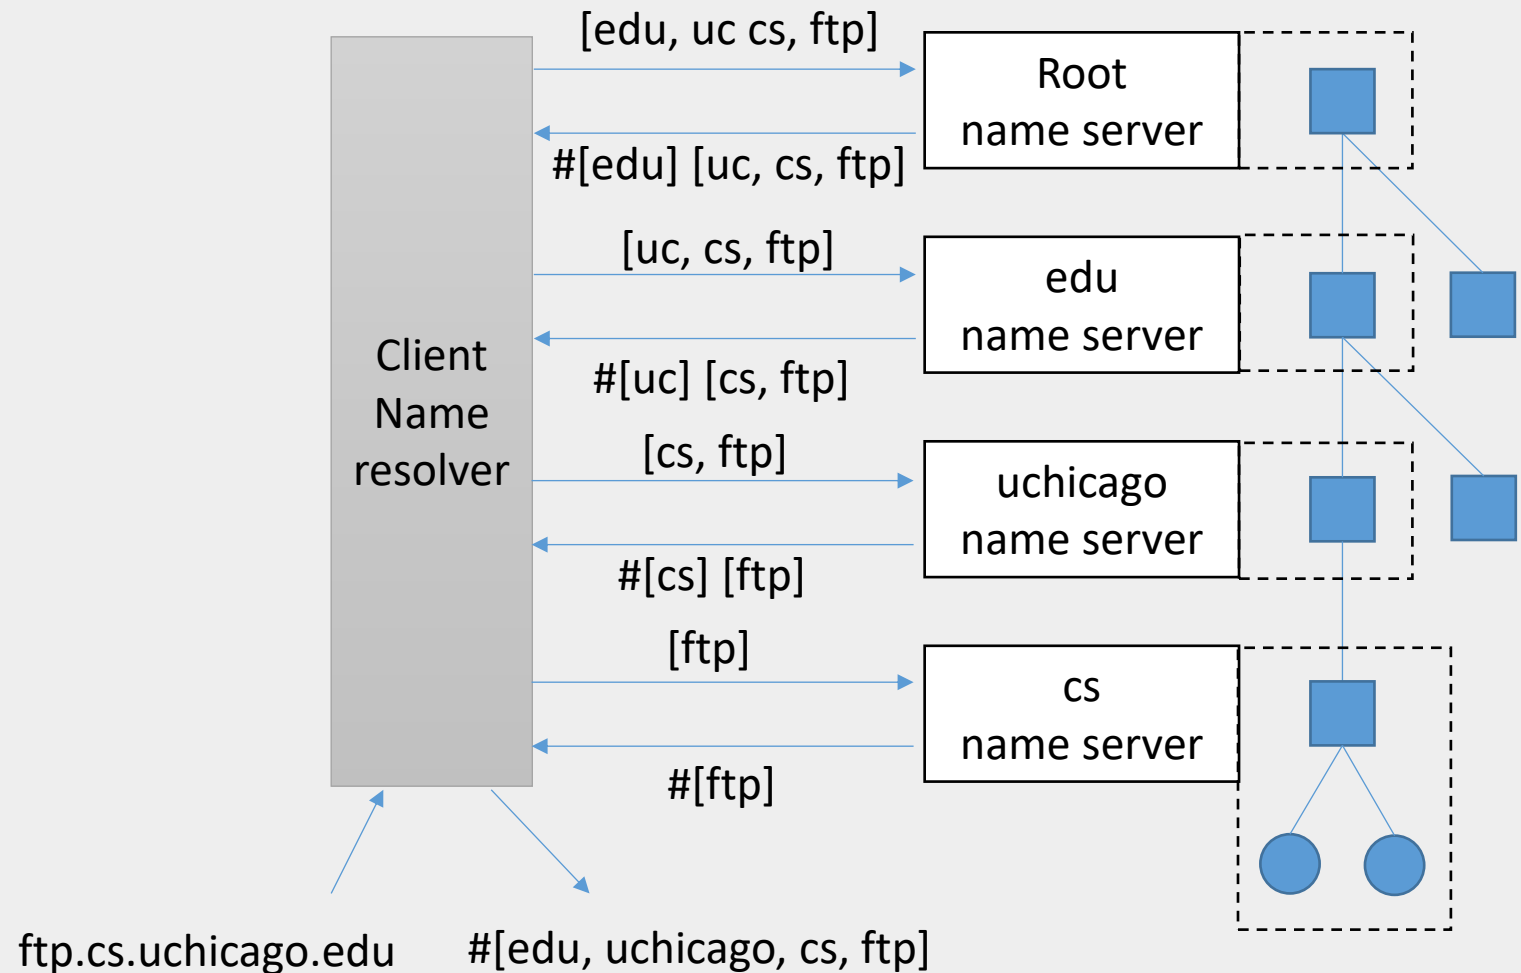 [edu, uc cs, ftp]
Root
name server
#[edu] [uc, cs, ftp]
[uc, cs, ftp]
edu
name server
#[uc] [cs, ftp]
Client
Name
resolver
[cs, ftp]
uchicago
name server
#[cs] [ftp]
[ftp]
cs
name server
#[ftp]
ftp.cs.uchicago.edu
#[edu, uchicago, cs, ftp]